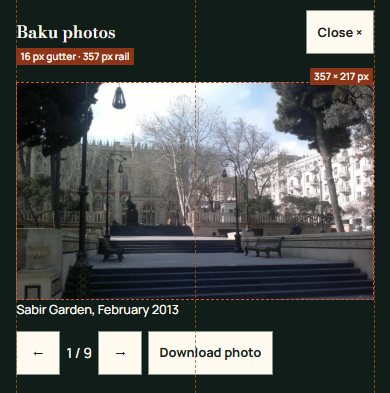 Baku photos
Close ×
16 px gutter · 357 px rail
357 × 217 px
Sabir Garden, February 2013
← 1 / 9 → Download photo